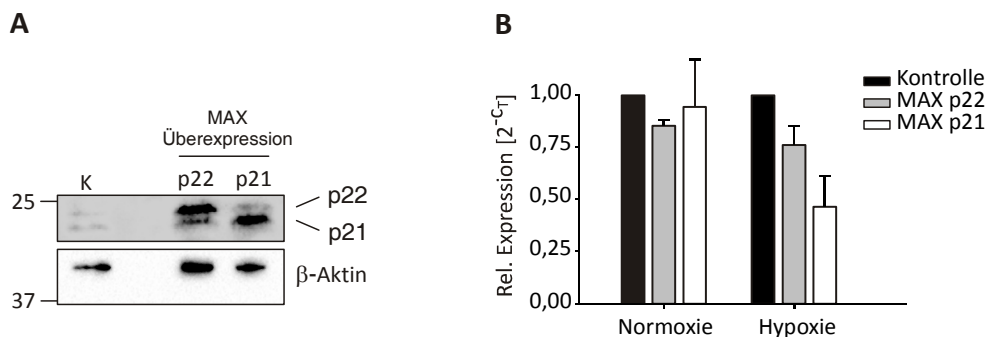 A
MAX
Überexpression
K
p22
p21
25
p22
p21
β-Aktin
37
B
Rel. Expression [2^-C_T]
1,00
0,75
0,50
0,25
0,00
Normoxie
Hypoxie
Kontrolle
MAX p22
MAX p21